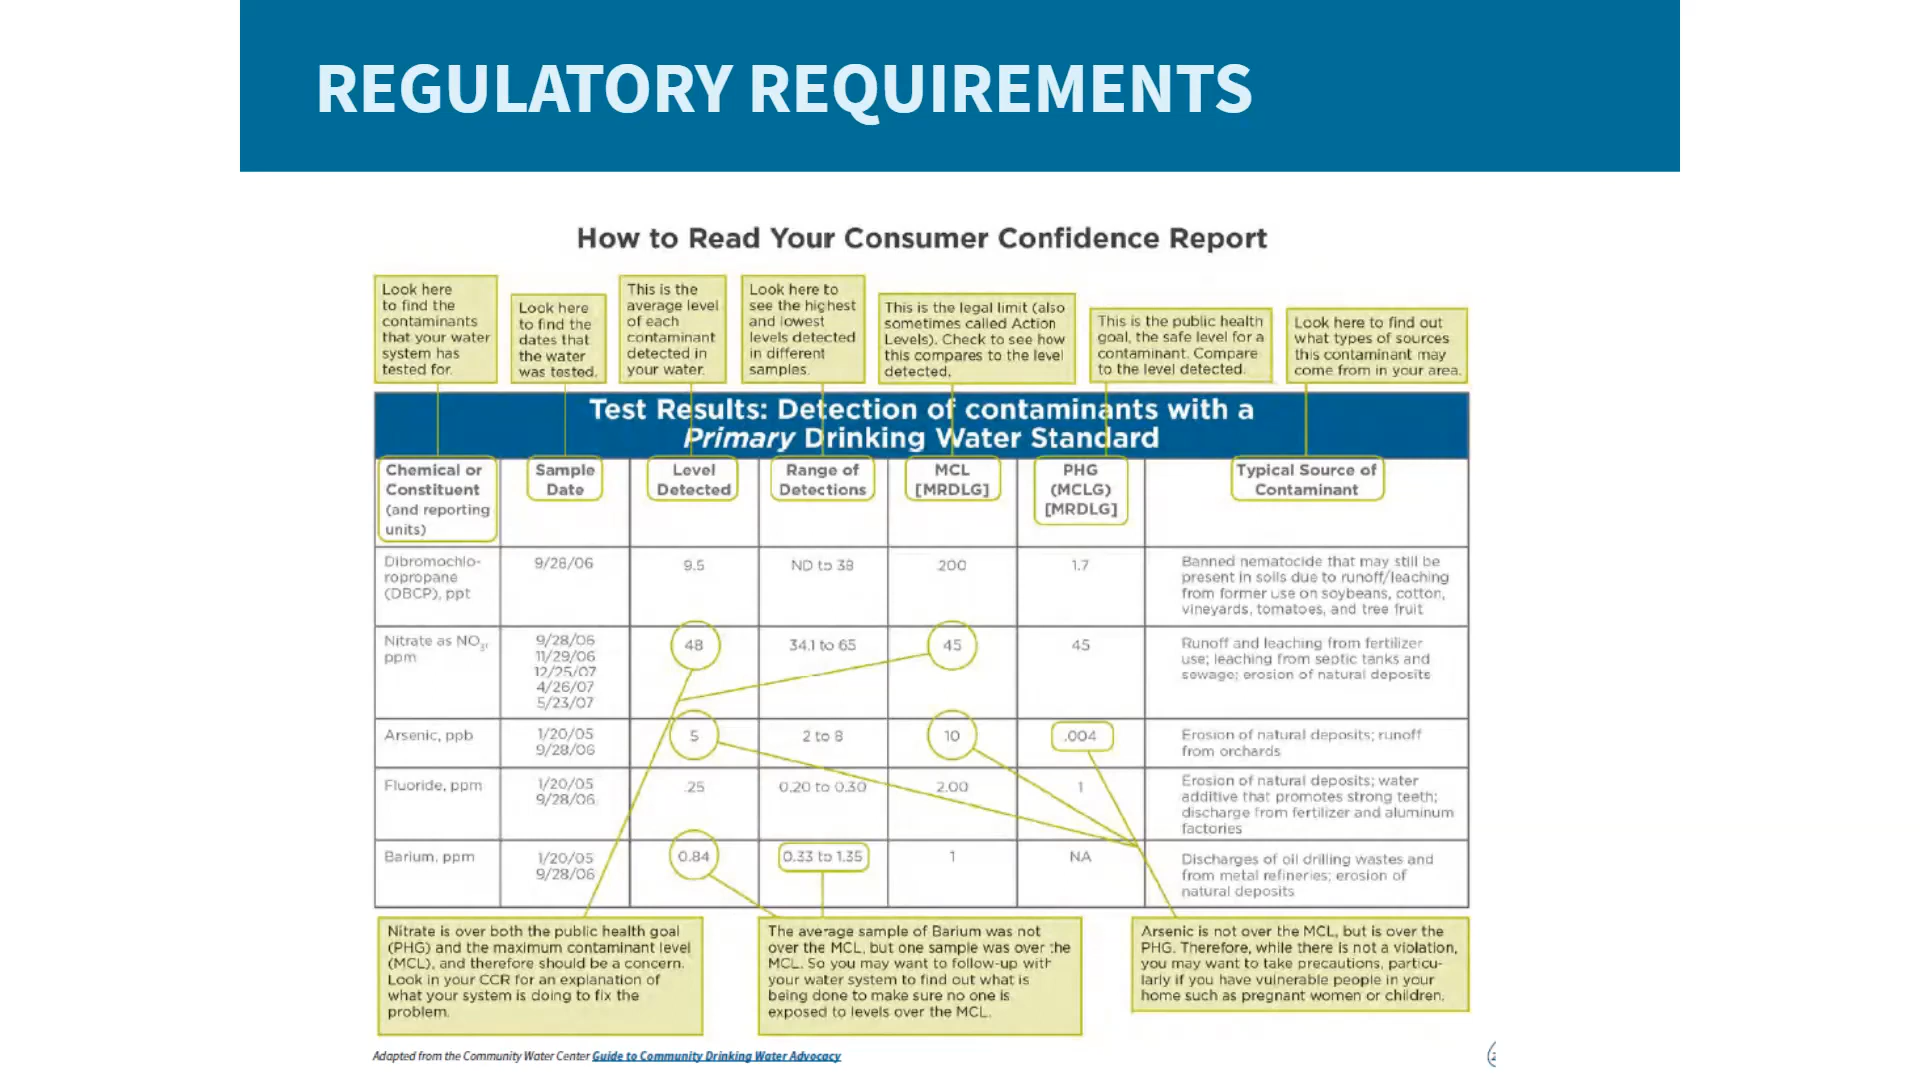 REGULATORY REQUIREMENTS
How to Read Your Consumer Confidence Report
Look here
to find the
contaminants
that your water
system has
tested for.
Look here
to find the
dates that
the water
was tested.
This is the
average level
of each
contaminant
detected in
your water.
Look here to
see the highest
and lowest
levels detected
in different
samples.
This is the legal limit (also
sometimes called Action
Levels). Check to see how
this compares to the level
detected.
This is the public health
goal, the safe level for a
contaminant. Compare
to the level detected.
Look here to find out
what types of sources
this contaminant may
come from in your area.
Test Results: Detection of contaminants with a
Primary Drinking Water Standard
Chemical or
Constituent
(and reporting
units)
Sample
Date
Level
Detected
Range of
Detections
MCL
[MRDLG]
PHG
(MCLG)
[MRDLG]
Typical Source of
Contaminant
Dibromochlo-
ropropane
(DBCP), ppt
9/28/06
9.5
ND to 38
200
1.7
Banned nematocide that may still be
present in soils due to runoff/leaching
from former use on soybeans, cotton,
vineyards, tomatoes, and tree fruit
Nitrate as NO3,
ppm
9/28/06
11/29/06
12/25/07
4/26/07
5/23/07
48
34.1 to 65
45
45
Runoff and leaching from fertilizer
use; leaching from septic tanks and
sewage; erosion of natural deposits
Arsenic, ppb
1/20/05
9/28/06
5
2 to 8
10
.004
Erosion of natural deposits; runoff
from orchards
Fluoride, ppm
1/20/05
9/28/06
.25
0.20 to 0.30
2.00
1
Erosion of natural deposits; water
additive that promotes strong teeth;
discharge from fertilizer and aluminum
factories
Barium, ppm
1/20/05
9/28/06
0.84
0.33 to 1.35
1
NA
Discharges of oil drilling wastes and
from metal refineries; erosion of
natural deposits
Nitrate is over both the public health goal
(PHG) and the maximum contaminant level
(MCL), and therefore should be a concern.
Look in your CCR for an explanation of
what your system is doing to fix the
problem.
The average sample of Barium was not
over the MCL, but one sample was over the
MCL. So you may want to follow-up with
your water system to find out what is
being done to make sure no one is
exposed to levels over the MCL.
Arsenic is not over the MCL, but is over the
PHG. Therefore, while there is not a violation,
you may want to take precautions, particu-
larly if you have vulnerable people in your
home such as pregnant women or children.
Adapted from the Community Water Center Guide to Community Drinking Water Advocacy